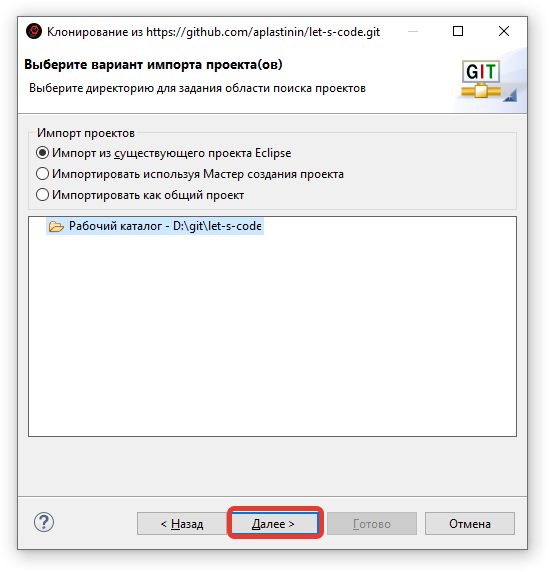 Клонирование из https://github.com/aplastinin/let-s-code.git
Выберите вариант импорта проекта(ов)
Выберите директорию для задания области поиска проектов
GIT
Импорт проектов
Импорт из существующего проекта Eclipse
Импортировать используя Мастер создания проекта
Импортировать как общий проект
Рабочий каталог - D:\git\let-s-code
?
< Назад
Далее >
Готово
Отмена